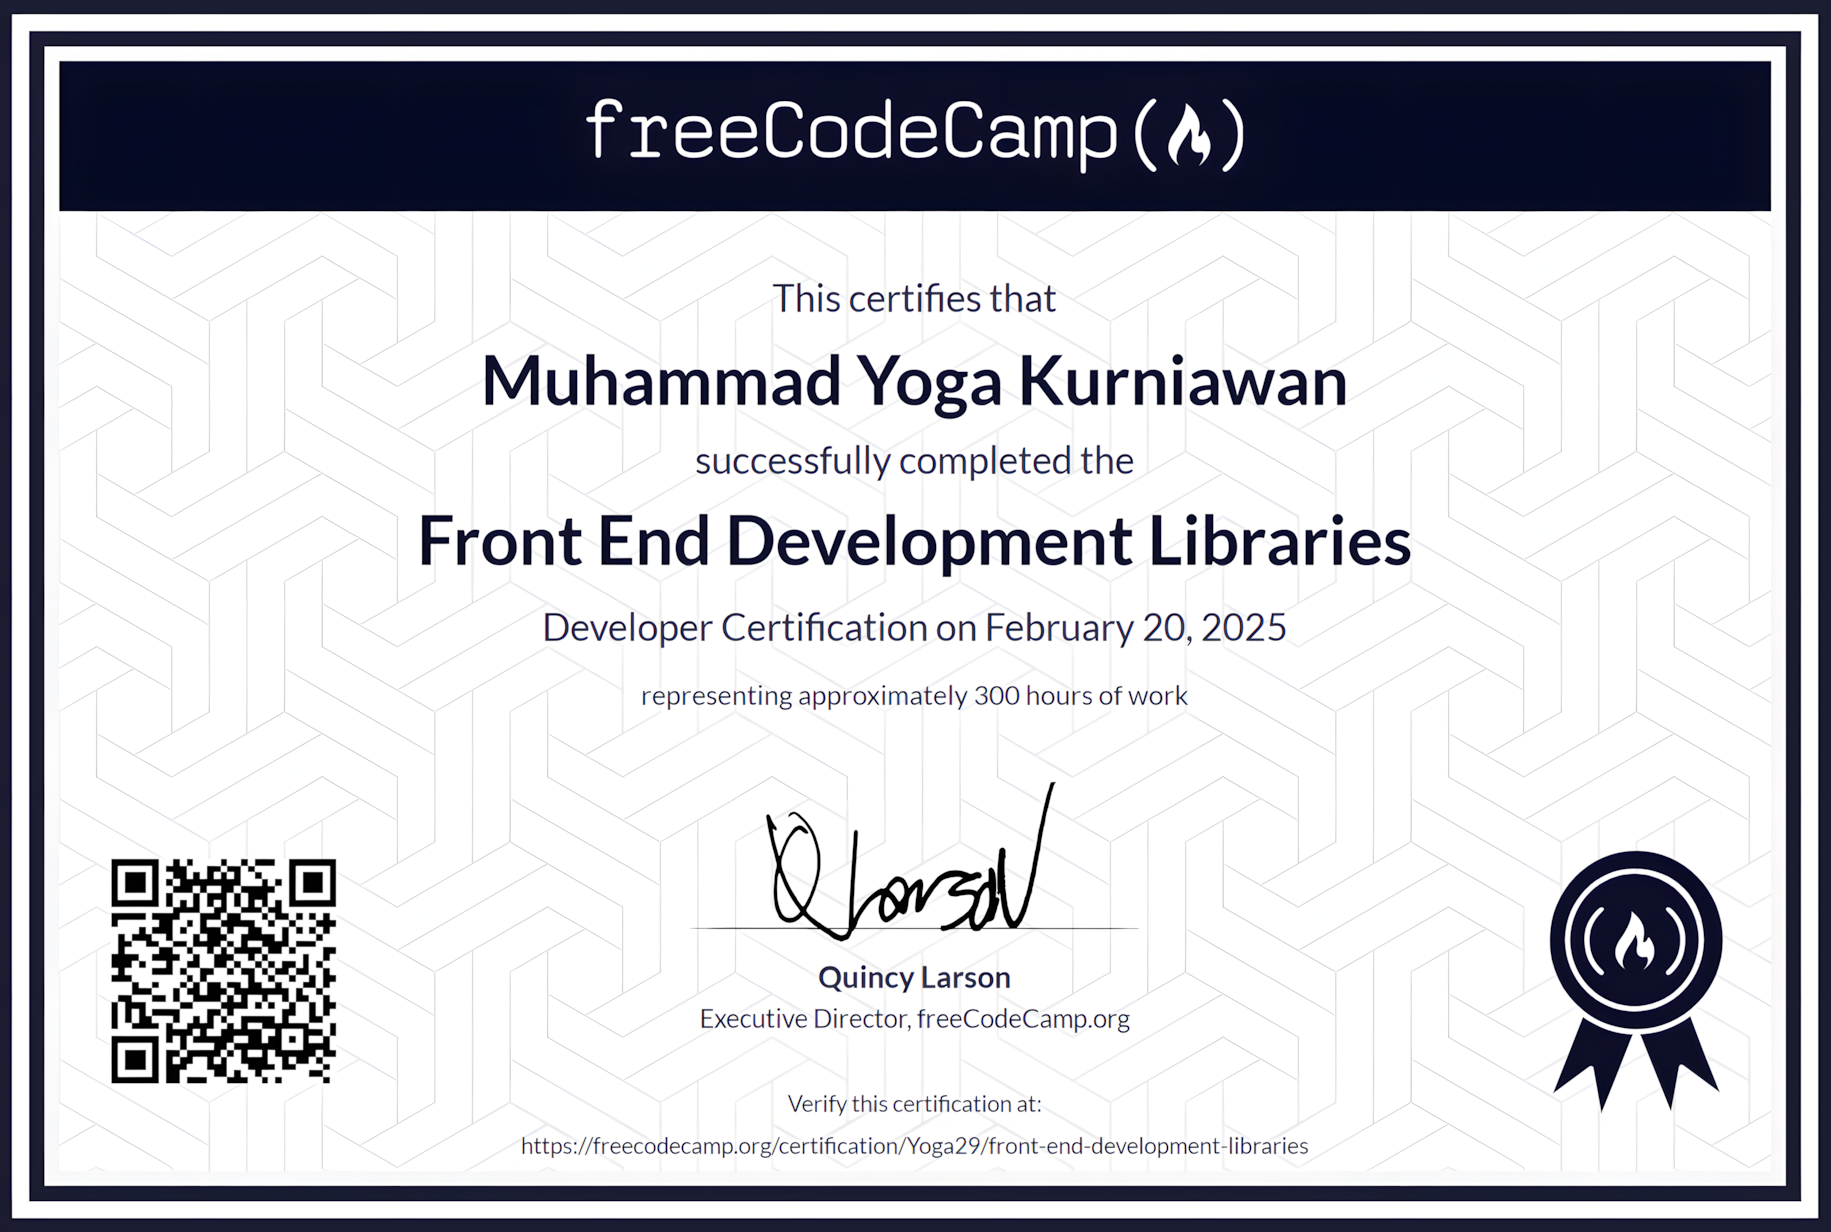 freeCodeCamp
This certifies that
Muhammad Yoga Kurniawan
successfully completed the
Front End Development Libraries
Developer Certification on February 20, 2025
representing approximately 300 hours of work
Q Larson
Quincy Larson
Executive Director, freeCodeCamp.org
Verify this certification at:
https://freecodecamp.org/certification/Yoga29/front-end-development-libraries